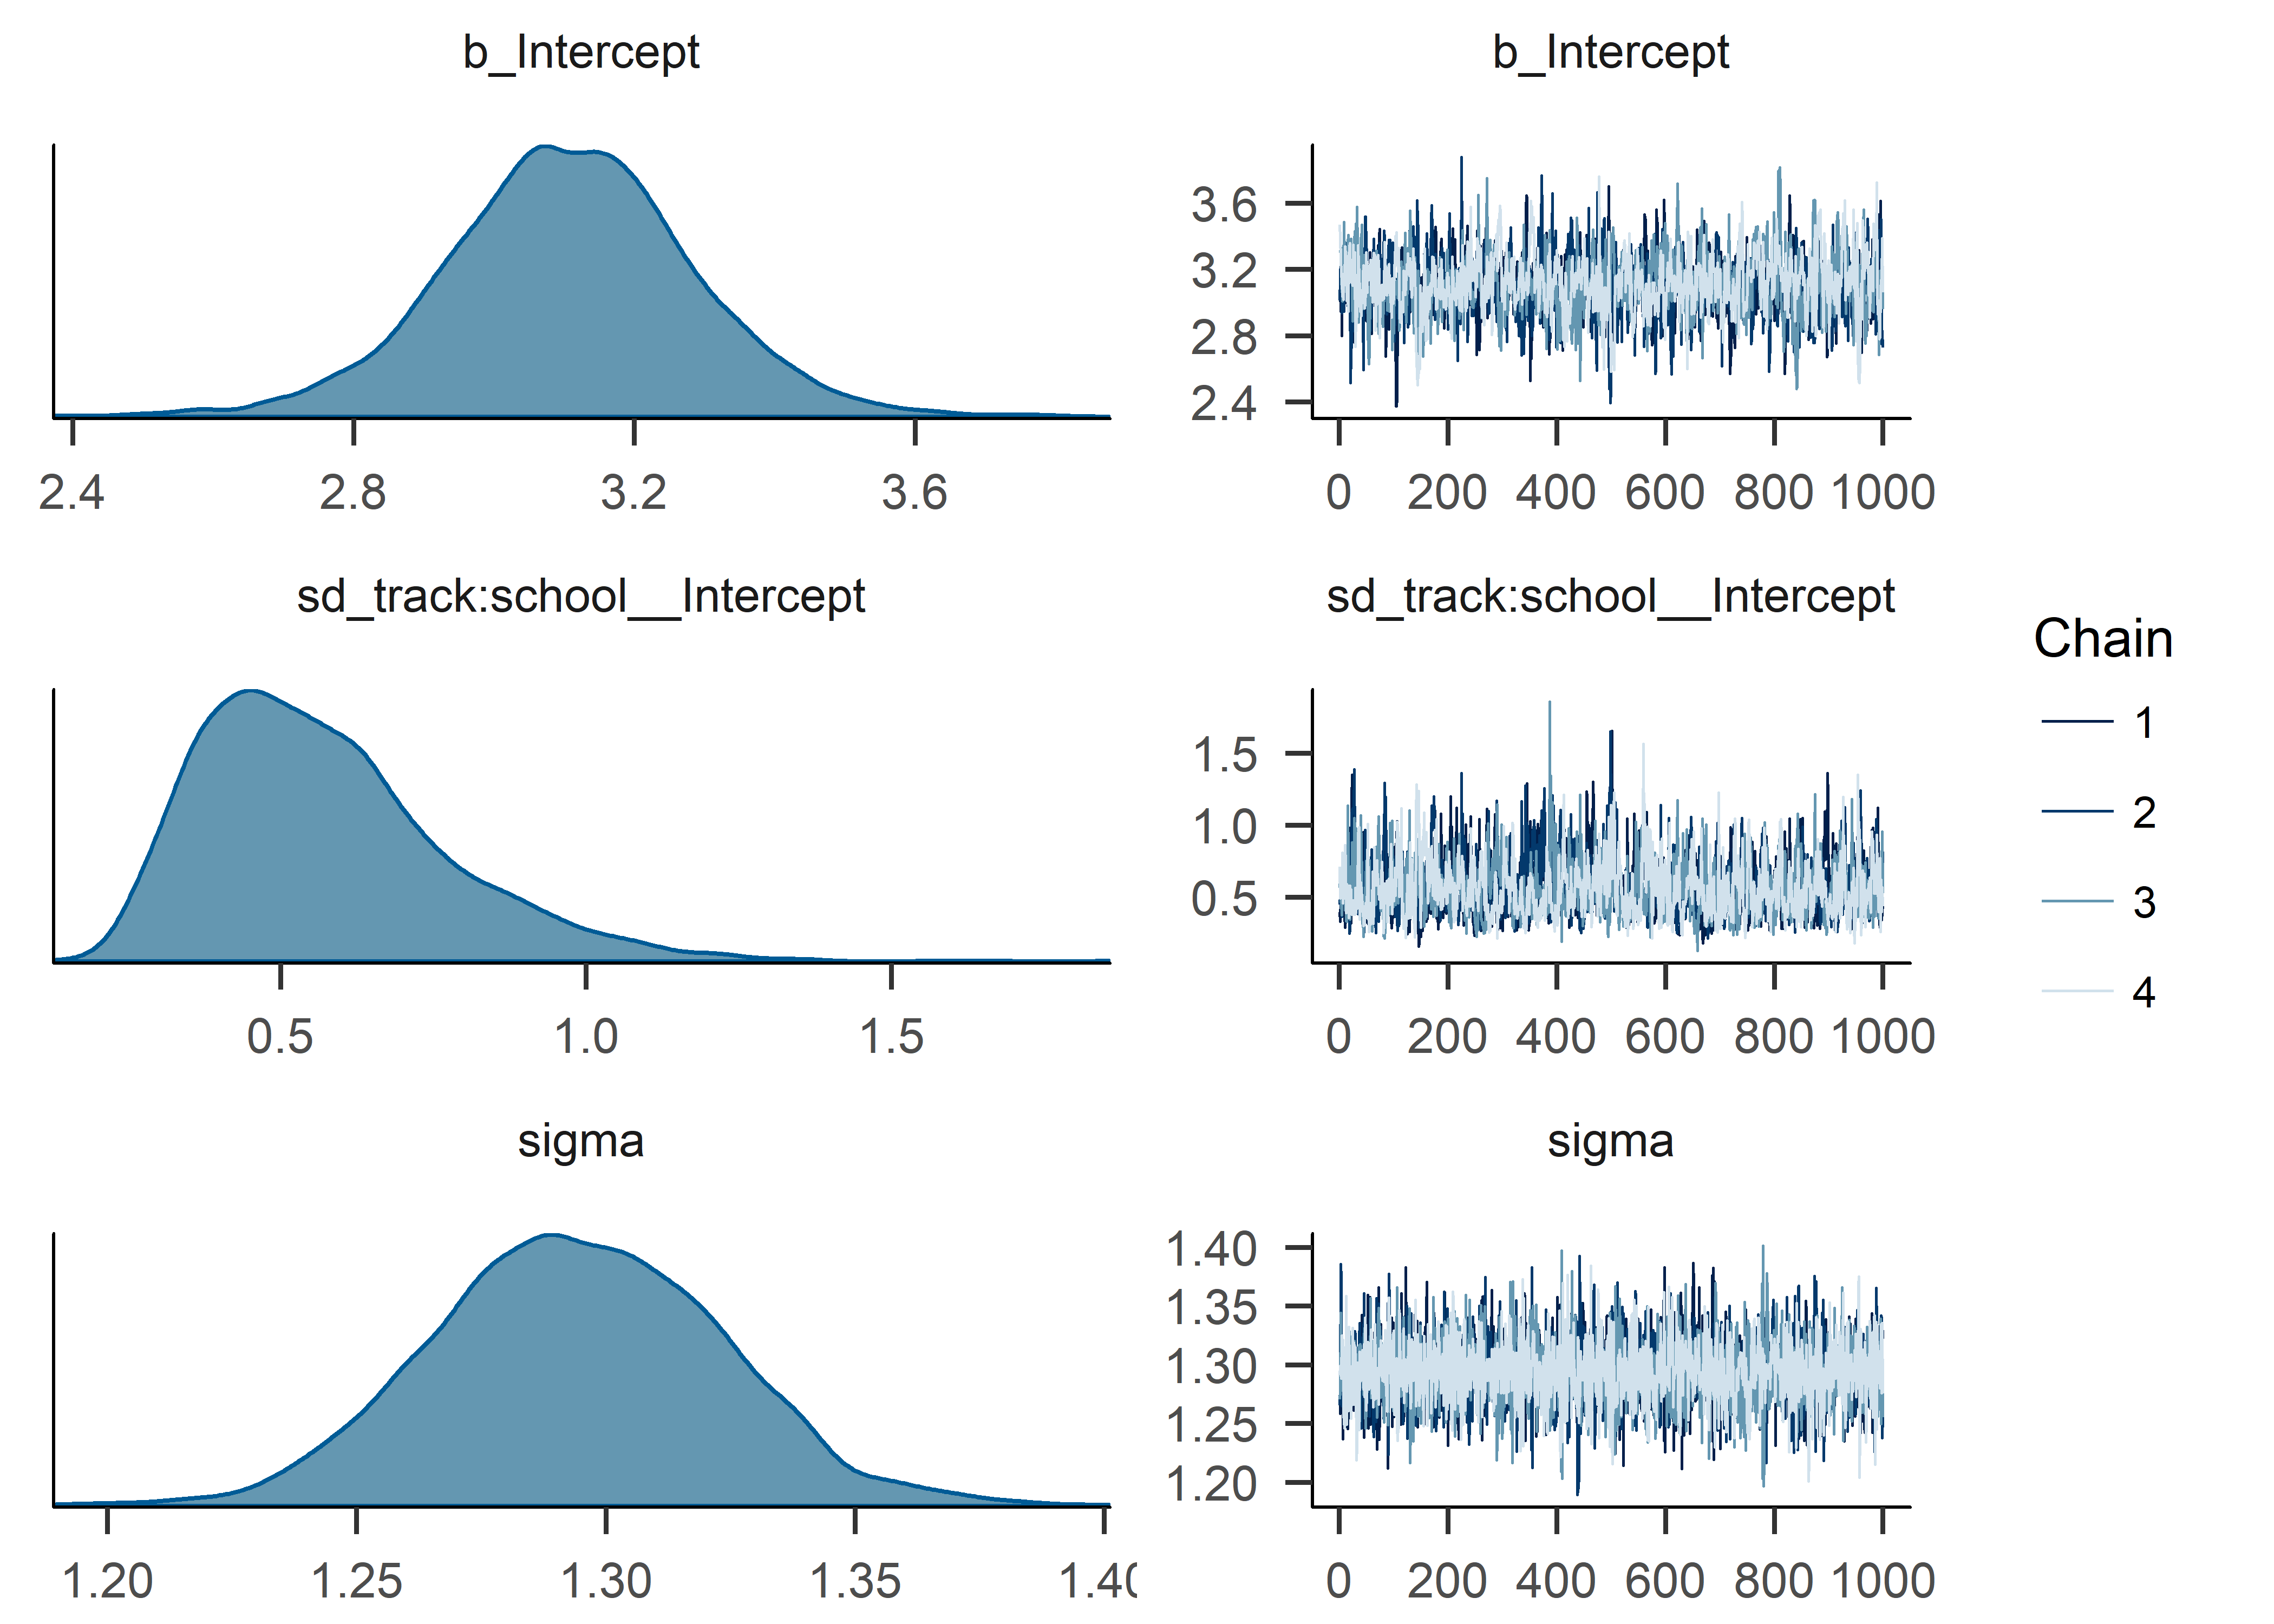 b_Intercept
b_Intercept
3.6
3.2
2.8
2.4
2.4 2.8 3.2 3.6
0 200 400 600 800 1000
sd_track:school__Intercept
sd_track:school__Intercept
1.5
1.0
0.5
0.5 1.0 1.5
0 200 400 600 800 1000
Chain
1
2
3
4
sigma
sigma
1.40
1.35
1.30
1.25
1.20
1.20 1.25 1.30 1.35 1.40
0 200 400 600 800 1000